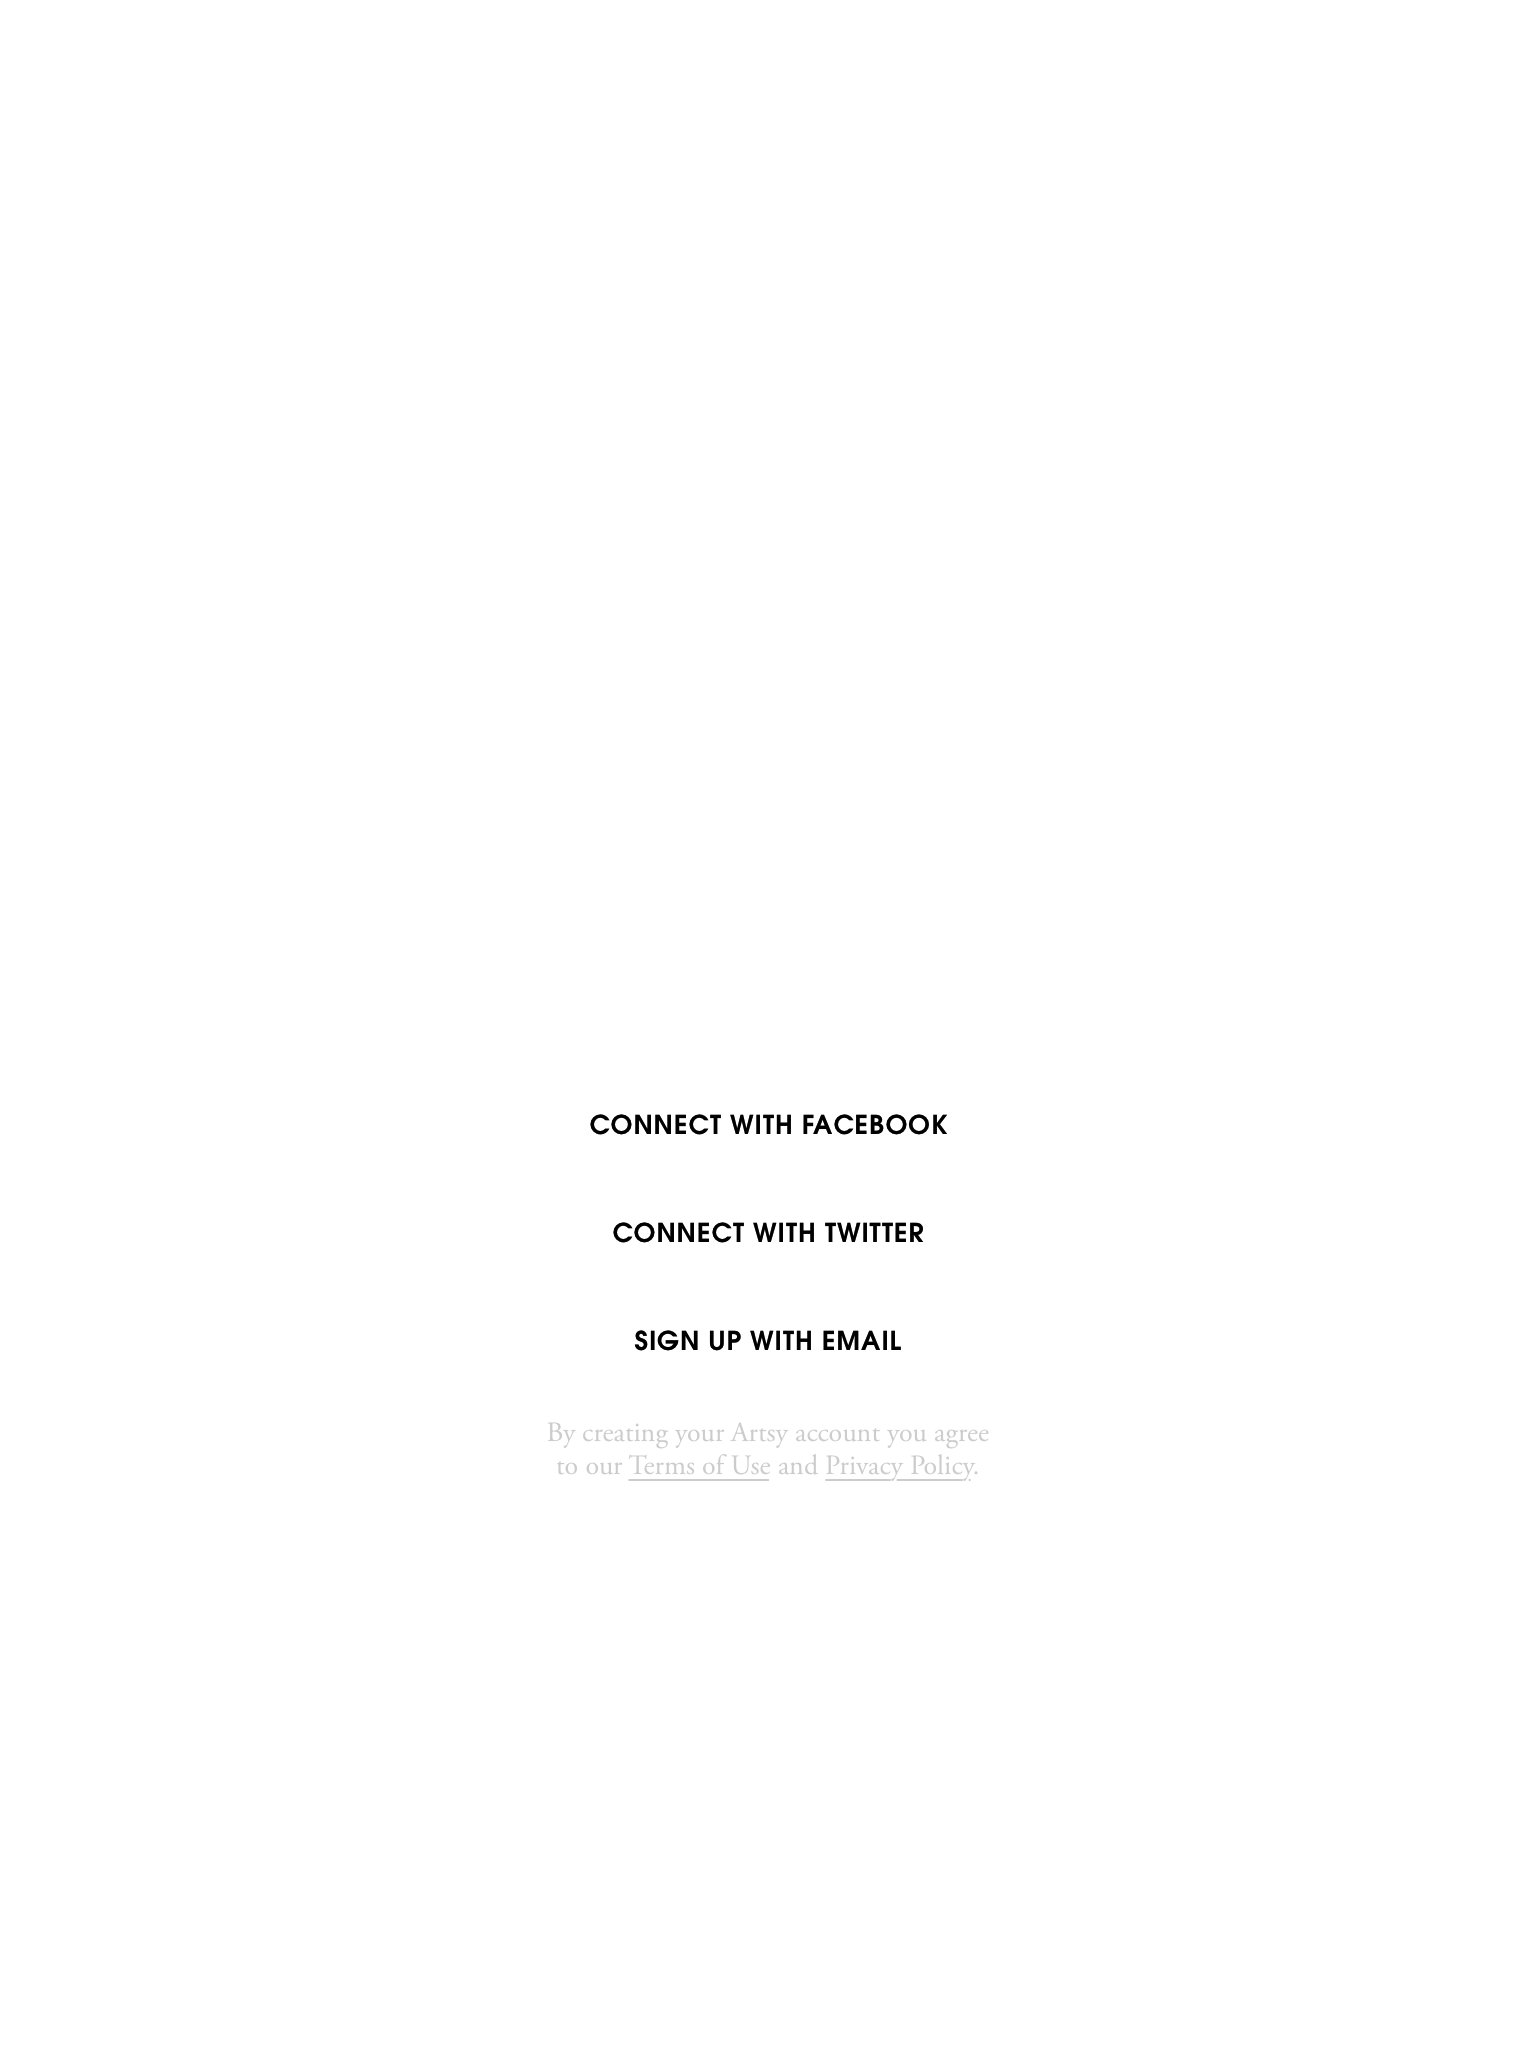 CONNECT WITH FACEBOOK
CONNECT WITH TWITTER
SIGN UP WITH EMAIL
By creating your Artsy account you agree
to our Terms of Use and Privacy Policy.